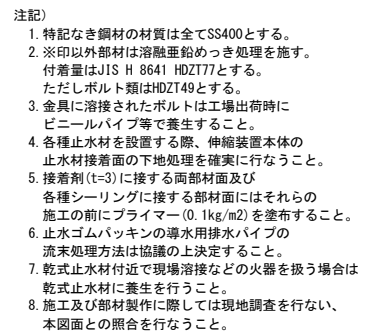 注記)
1. 特記なき鋼材の材質は全てSS400とする。
2. ※印以外部材は溶融亜鉛めっき処理を施す。
付着量はJIS H 8641 HDZT77とする。
ただしボルト類はHDZT49とする。
3. 金具に溶接されたボルトは工場出荷時に
ビニールパイプ等で養生すること。
4. 各種止水材を設置する際、伸縮装置本体の
止水材接着面の下地処理を確実に行なうこと。
5. 接着剤(t=3)に接する両部材面及び
各種シーリングに接する部材面にはそれらの
施工の前にプライマー(0.1kg/m2)を塗布すること。
6. 止水ゴムパッキンの導水用排水パイプの
流末処理方法は協議の上決定すること。
7. 乾式止水材付近で現場溶接などの火器を扱う場合は
乾式止水材に養生を行うこと。
8. 施工及び部材製作に際しては現地調査を行ない、
本図面との照合を行なうこと。